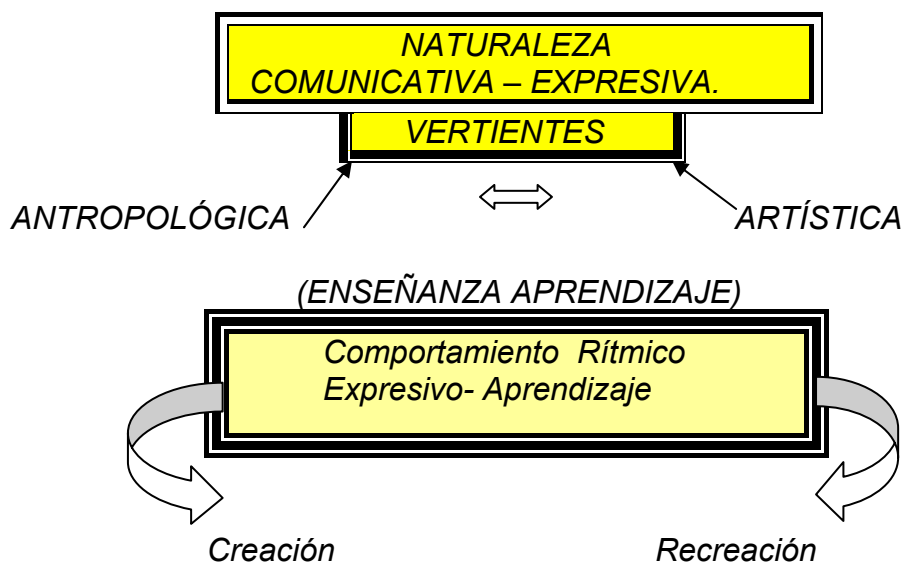 NATURALEZA
COMUNICATIVA – EXPRESIVA.
VERTIENTES
ANTROPOLÓGICA
ARTÍSTICA
(ENSEÑANZA APRENDIZAJE)
Comportamiento Rítmico
Expresivo- Aprendizaje
Creación
Recreación